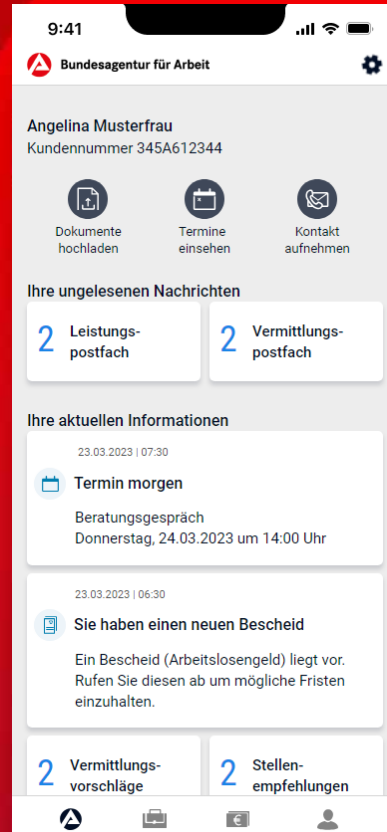 9:41
Bundesagentur für Arbeit
Angelina Musterfrau
Kundennummer 345A612344
Dokumente
hochladen
Termine
einsehen
Kontakt
aufnehmen
Ihre ungelesenen Nachrichten
2 Leistungs-
postfach
2 Vermittlungs-
postfach
Ihre aktuellen Informationen
23.03.2023 | 07:30
Termin morgen
Beratungsgespräch
Donnerstag, 24.03.2023 um 14:00 Uhr
23.03.2023 | 06:30
Sie haben einen neuen Bescheid
Ein Bescheid (Arbeitslosengeld) liegt vor.
Rufen Sie diesen ab um mögliche Fristen
einzuhalten.
2 Vermittlungs-
vorschläge
2 Stellen-
empfehlungen
€